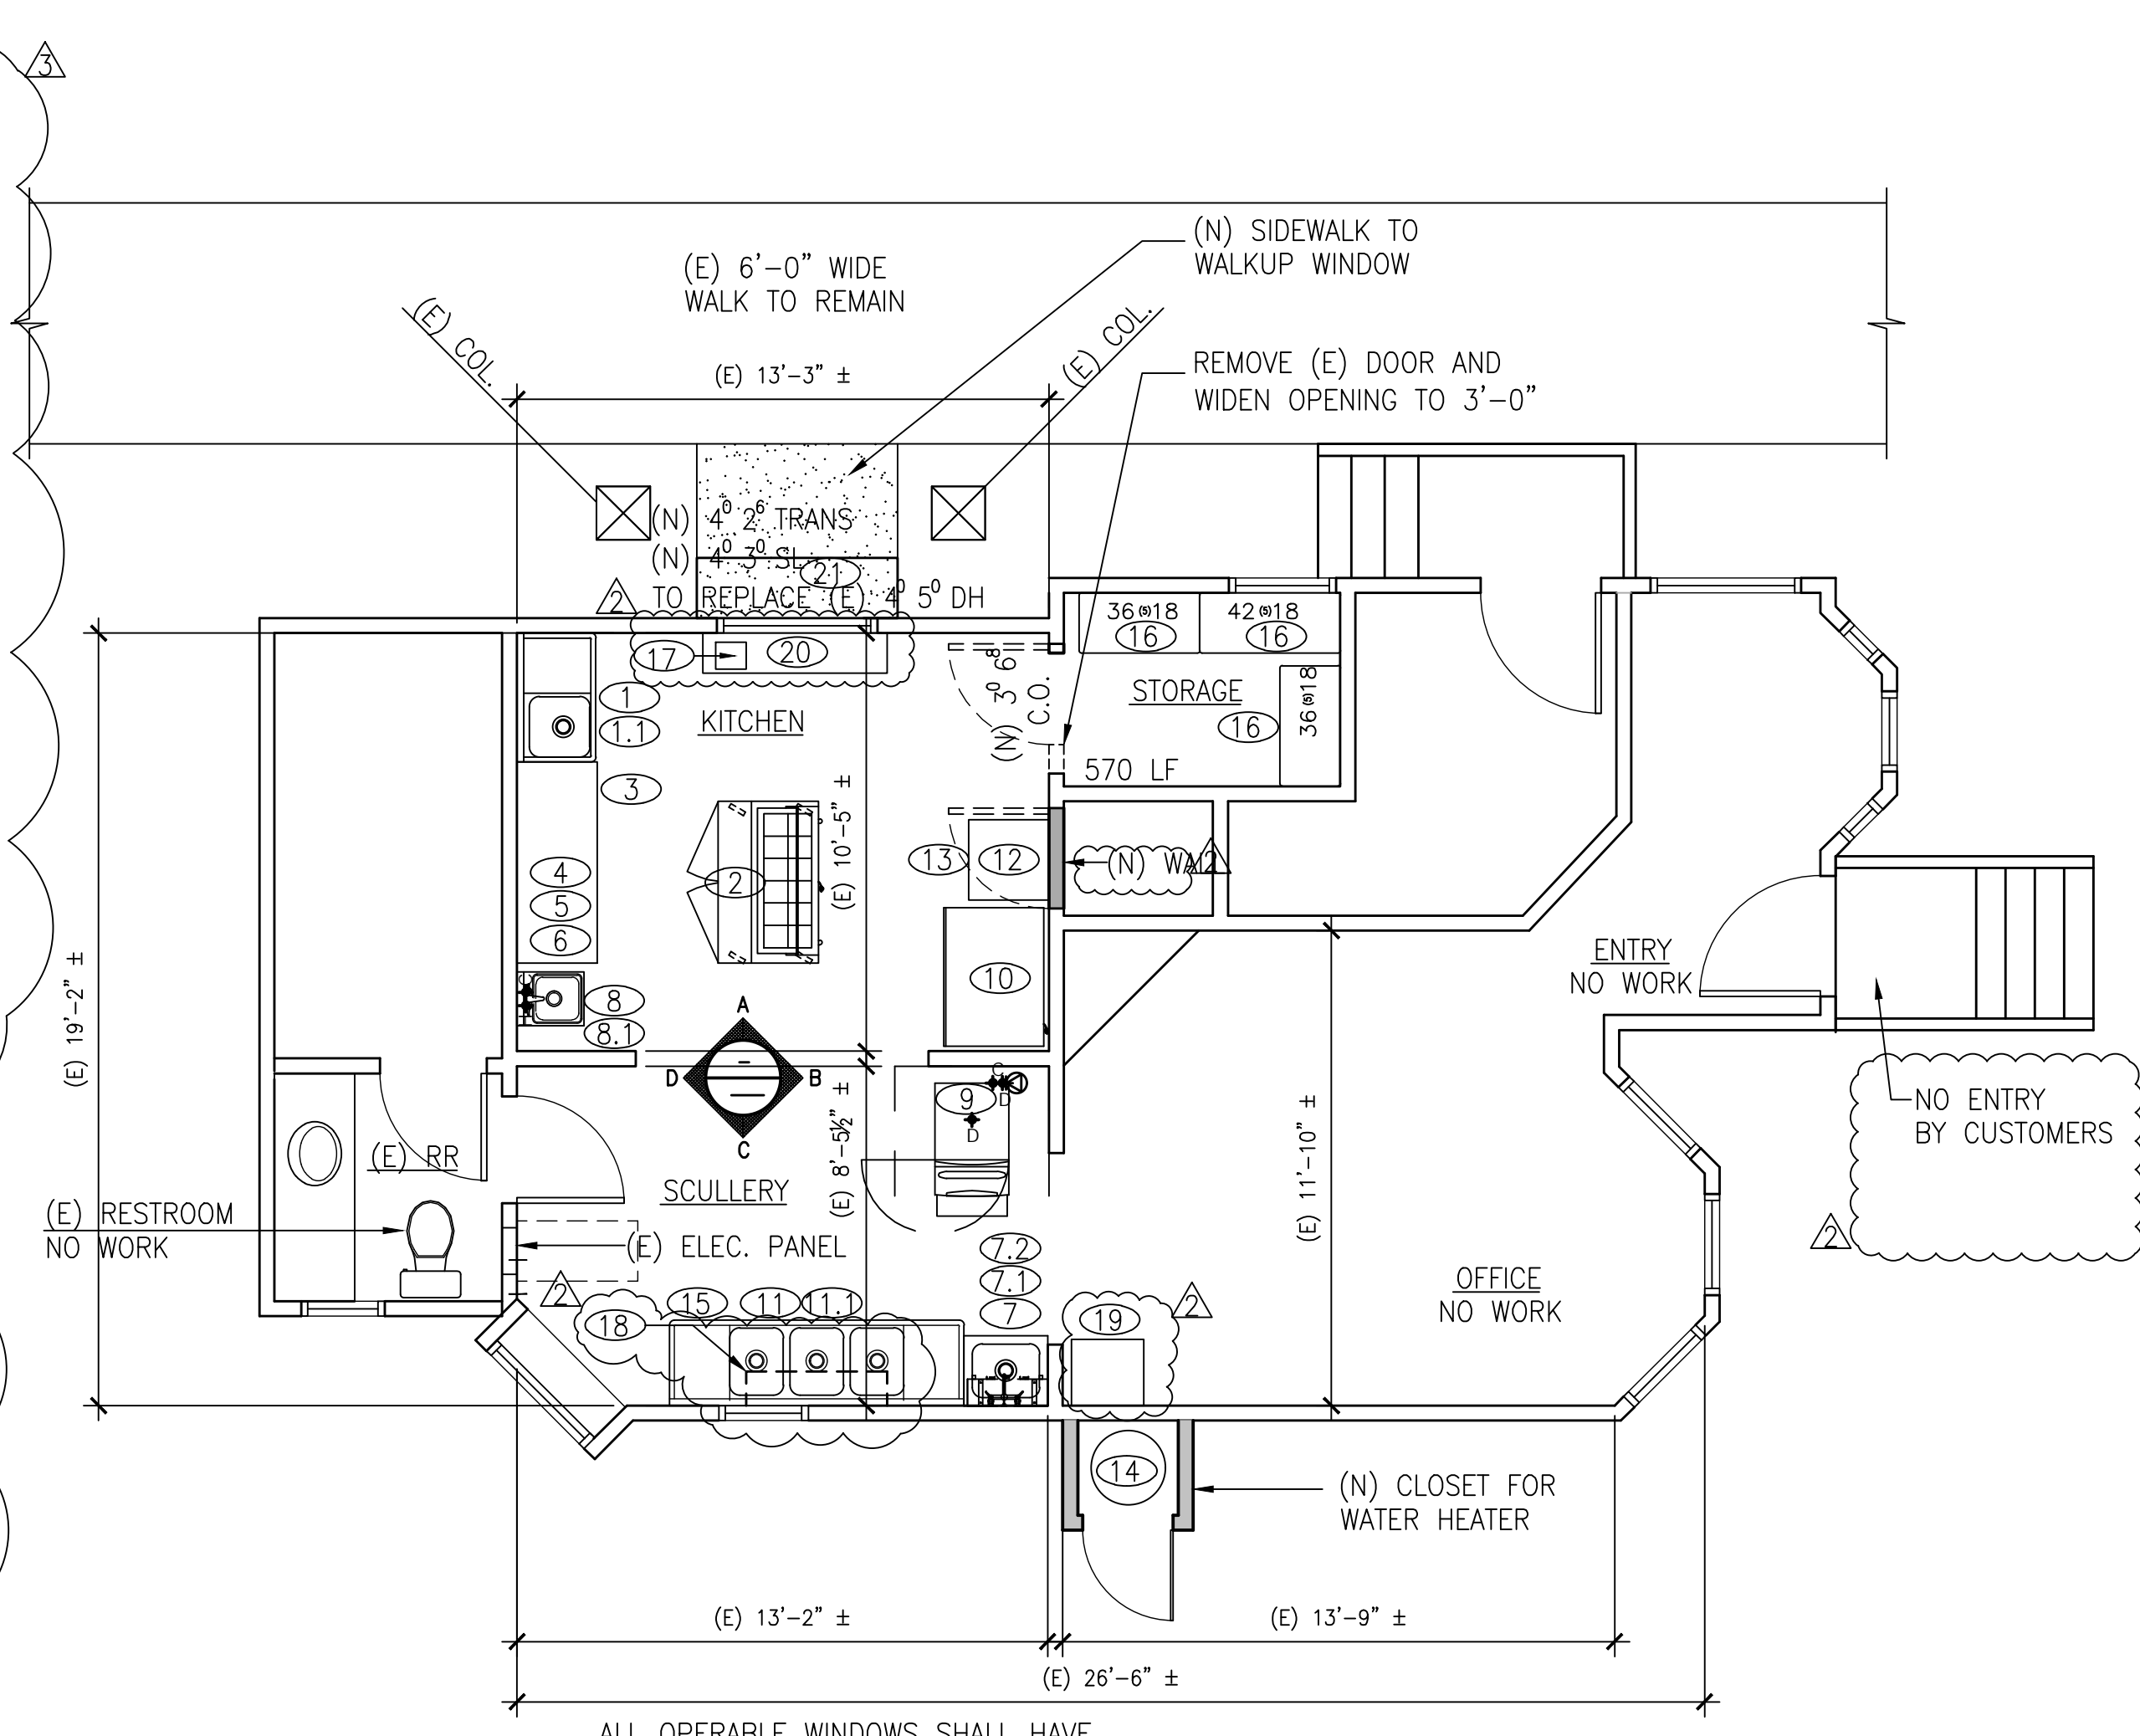 3
(N) SIDEWALK TO
WALKUP WINDOW
(E) 6'-0" WIDE
WALK TO REMAIN
(E) COL.
(E) COL.
(E) 13'-3" ±
REMOVE (E) DOOR AND
WIDEN OPENING TO 3'-0"
(N) 4⁰ 2⁶ TRANS
(N) 4⁰ 3⁰ SL
21
2
TO REPLACE (E) 4⁰ 5⁰ DH
36 (5) 18
42 (5) 18
16
16
17
20
1
1.1
KITCHEN
(N) 3⁰ 6⁸
C.O.
STORAGE
36 (5) 18
16
3
570 LF
(E) 10'-5" ±
4
5
6
2
13
12
(N) WA
2
10
ENTRY
NO WORK
(E) 19'-2" ±
8
8.1
A
D
B
C
C
9
D
D
NO ENTRY
BY CUSTOMERS
2
(E) RR
(E) RESTROOM
NO WORK
SCULLERY
(E) 8'-5½" ±
(E) 11'-10" ±
(E) ELEC. PANEL
7.2
7.1
7
OFFICE
NO WORK
2
15
11
11.1
18
19
2
14
(N) CLOSET FOR
WATER HEATER
(E) 13'-2" ±
(E) 13'-9" ±
(E) 26'-6" ±
ALL OPERABLE WINDOWS SHALL HAVE